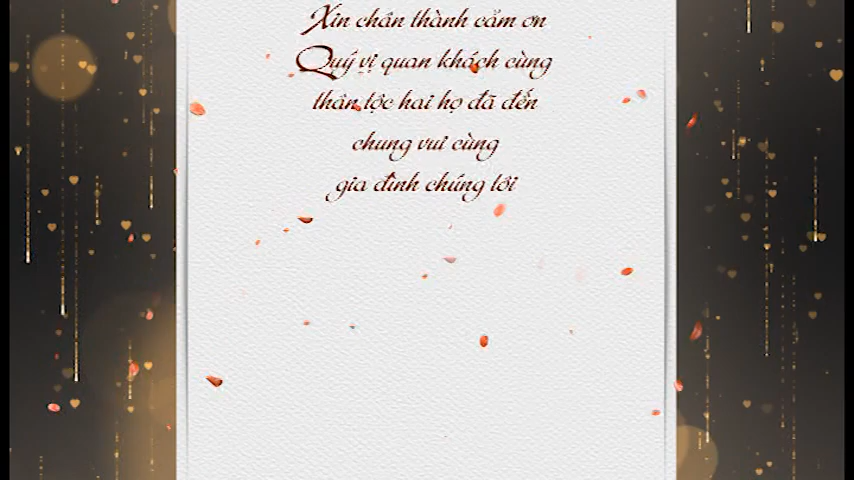 Xin chân thành cảm ơn
Quý vị quan khách cùng
thân tộc hai họ đã đến
chung vui cùng
gia đình chúng tôi